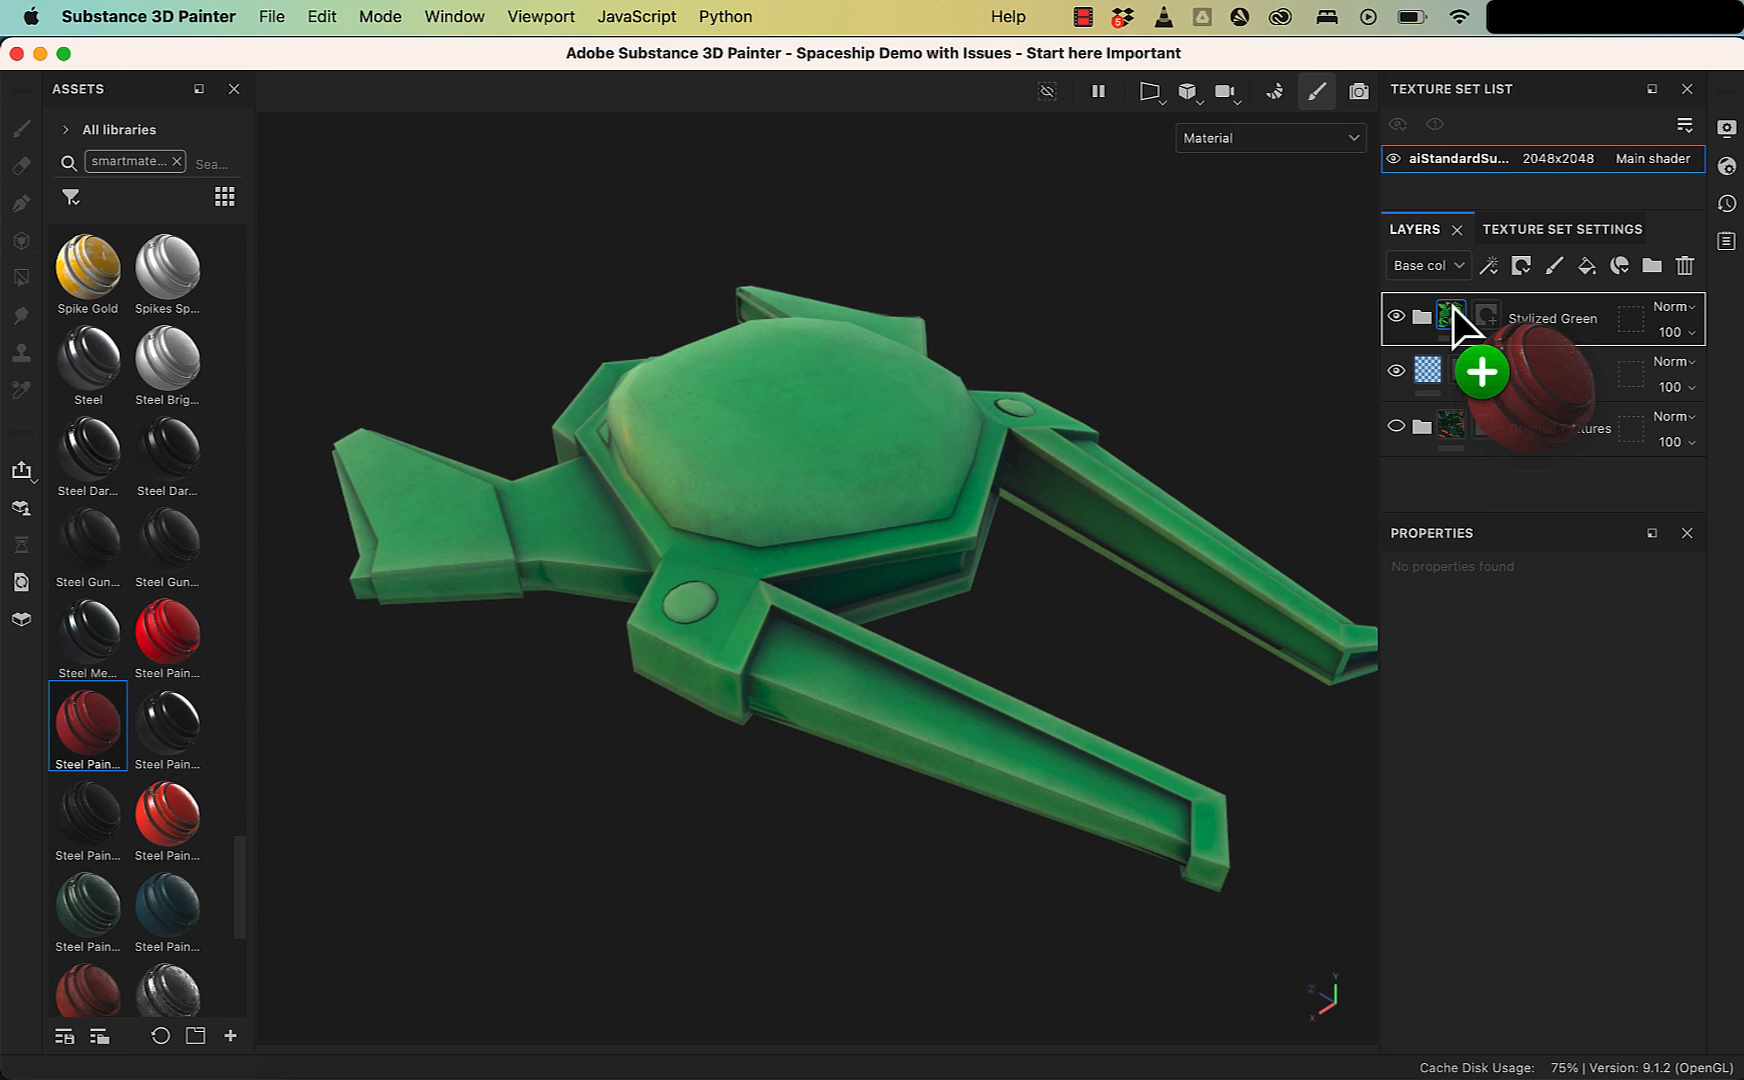 Substance 3D Painter File Edit Mode Window Viewport JavaScript Python Help
Adobe Substance 3D Painter - Spaceship Demo with Issues - Start here Important
ASSETS
All libraries
smartmate... Sea...
Spike Gold Spikes Sp...
Steel Steel Brig...
Steel Dar... Steel Dar...
Steel Gun... Steel Gun...
Steel Me... Steel Pain...
Steel Pain... Steel Pain...
Steel Pain... Steel Pain...
Steel Pain... Steel Pain...
Material
Y
Z
X
TEXTURE SET LIST
aiStandardSu... 2048x2048 Main shader
LAYERS TEXTURE SET SETTINGS
Base col
Stylized Green Norm
100
Norm
100
Norm
100
PROPERTIES
No properties found
Cache Disk Usage: 75% | Version: 9.1.2 (OpenGL)